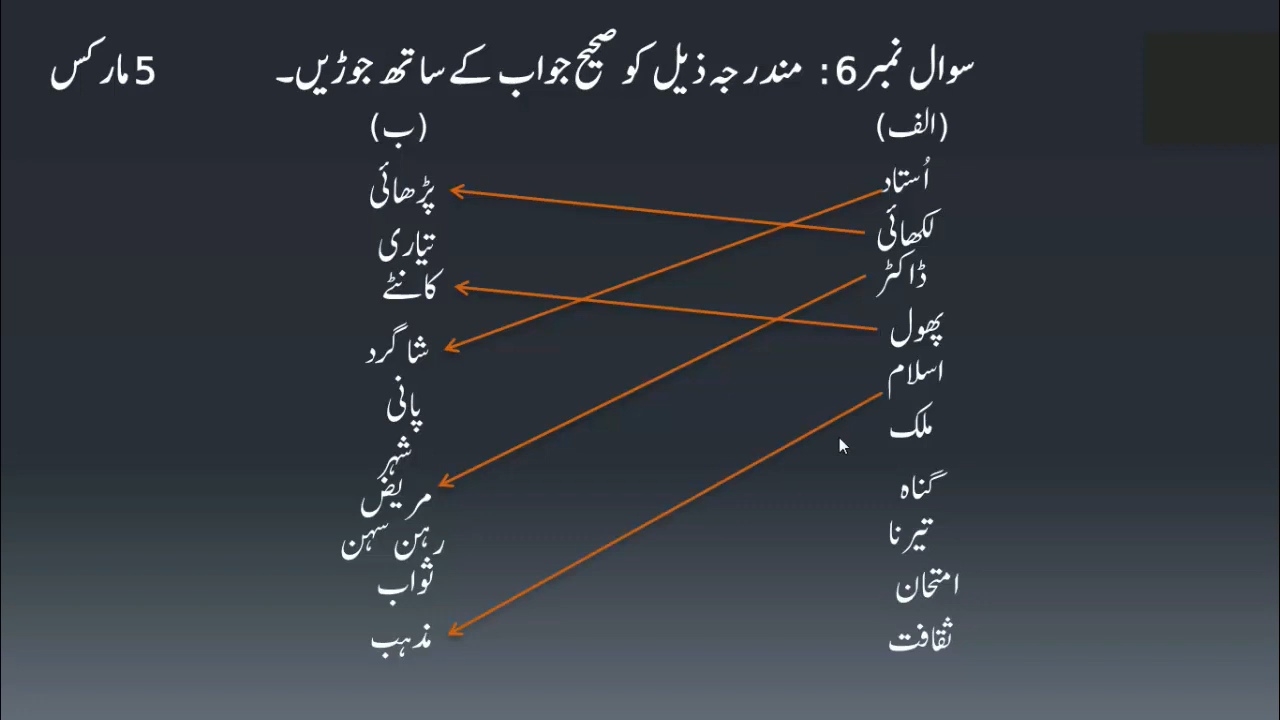 سوال نمبر 6: مندرجہ ذیل کو صحیح جواب کے ساتھ جوڑیں۔ 5 مارکس
(الف) (ب)
اُستاد پڑھائی
لکھائی تیاری
ڈاکٹر کانٹے
پھول شاگرد
اسلام پانی
ملک شہر
گناہ مریض
تیرنا رہن سہن
امتحان ثواب
ثقافت مذہب